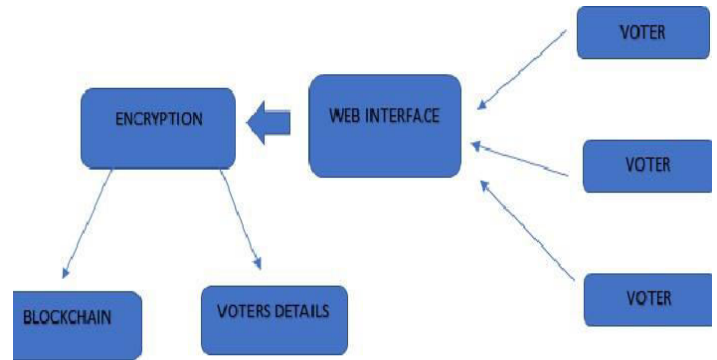 VOTER
ENCRYPTION
WEB INTERFACE
VOTER
VOTER
BLOCKCHAIN
VOTERS DETAILS